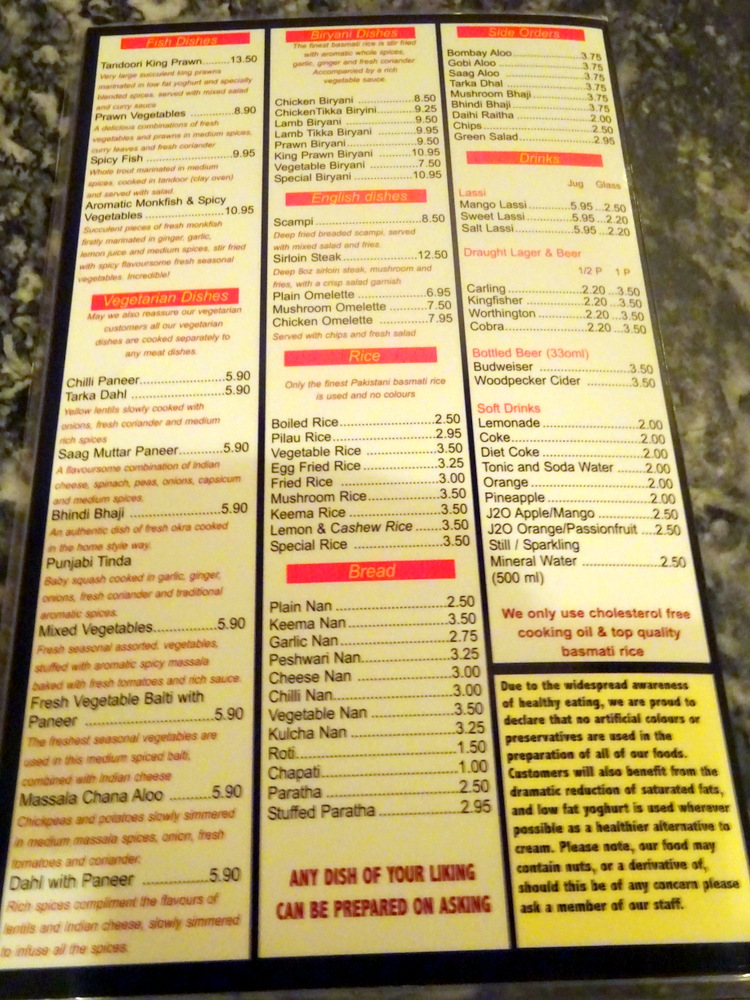 Fish Dishes
Tandoori King Prawn.........13.50
Very large succulent king prawns
marinated in low fat yoghurt and specially
blended spices, served with mixed salad
and curry sauce
Prawn Vegetables ...............8.90
A delicious combinations of fresh
vegetables and prawns in medium spices,
curry leaves and fresh coriander
Spicy Fish ...........................9.95
Whole trout marinated in medium
spices, cooked in tandoor (clay oven)
and served with salad.
Aromatic Monkfish & Spicy
Vegetables ........................10.95
Succulent pieces of fresh monkfish
firstly marinated in ginger, garlic,
lemon juice and medium spices, stir fried
with spicy flavoursome fresh seasonal
vegetables. Incredible!
Vegetarian Dishes
May we also reassure our vegetarian
customers all our vegetarian
dishes are cooked separately to
any meat dishes.
Chilli Paneer.........................5.90
Tarka Dahl ...........................5.90
Yellow lentils slowly cooked with
onions, fresh coriander and medium
rich spices
Saag Muttar Paneer...............5.90
A flavoursome combination of Indian
cheese, spinach, peas, onions, capsicum
and medium spices.
Bhindi Bhaji .........................5.90
An authentic dish of fresh okra cooked
in the home style way.
Punjabi Tinda
Baby squash cooked in garlic, ginger,
onions, fresh coriander and traditional
aromatic spices.
Mixed Vegetables..................5.90
Fresh seasonal assorted, vegetables,
stuffed with aromatic spicy massala
baked with fresh tomatoes and rich sauce.
Fresh Vegetable Balti with
Paneer ...............................5.90
The freshest seasonal vegetables are
used in this medium spiced balti,
combined with Indian cheese
Massala Chana Aloo .............5.90
Chickpeas and potatoes slowly simmered
in medium massala spices, onion, fresh
tomatoes and coriander.
Dahl with Paneer .................5.90
Rich spices compliment the flavours of
lentils and Indian cheese, slowly simmered
to infuse all the spices.
Biryani Dishes
The finest basmati rice is stir fried
with aromatic whole spices,
garlic, ginger and fresh coriander
Accompanied by a rich
vegetable sauce.
Chicken Biryani ..................8.50
ChickenTikka Biryini............9.25
Lamb Biryani ......................9.50
Lamb Tikka Biryani .............9.95
Prawn Biryani.....................9.50
King Prawn Biryani ............10.95
Vegetable Biryani ................7.50
Special Biryani ..................10.95
English dishes
Scampi..............................8.50
Deep fried breaded scampi, served
with mixed salad and fries.
Sirloin Steak......................12.50
Deep 8oz sirloin steak, mushroom and
fries, with a crisp salad garnish
Plain Omelette ....................6.95
Mushroom Omelette ............7.50
Chicken Omelette ................7.95
Served with chips and fresh salad
Rice
Only the finest Pakistani basmati rice
is used and no colours
Boiled Rice.........................2.50
Pilau Rice...........................2.95
Vegetable Rice ...................3.50
Egg Fried Rice ....................3.25
Fried Rice ..........................3.00
Mushroom Rice....................3.50
Keema Rice ........................3.50
Lemon & Cashew Rice ........3.50
Special Rice .......................3.50
Bread
Plain Nan ............................2.50
Keema Nan..........................3.50
Garlic Nan...........................2.75
Peshwari Nan......................3.25
Cheese Nan ........................3.00
Chilli Nan.............................3.00
Vegetable Nan ....................3.50
Kulcha Nan .........................3.25
Roti.....................................1.50
Chapati................................1.00
Paratha ...............................2.50
Stuffed Paratha ..................2.95
ANY DISH OF YOUR LIKING
CAN BE PREPARED ON ASKING
Side Orders
Bombay Aloo.......................3.75
Gobi Aloo ...........................3.75
Saag Aloo ..........................3.75
Tarka Dhal ..........................3.75
Mushroom Bhaji...................3.75
Bhindi Bhaji.........................3.75
Daihi Raitha ........................2.00
Chips..................................2.50
Green Salad........................2.95
Drinks
Jug Glass
Lassi
Mango Lassi ............5.95...2.50
Sweet Lassi.............5.95...2.20
Salt Lassi.................5.95...2.20
Draught Lager & Beer
1/2 P 1 P
Carling.....................2.20...3.50
Kingfisher ................2.20...3.50
Worthington .............2.20...3.50
Cobra......................2.20...3.50
Bottled Beer (33oml)
Budweiser ..........................3.50
Woodpecker Cider ..............3.50
Soft Drinks
Lemonade...........................2.00
Coke...................................2.00
Diet Coke ...........................2.00
Tonic and Soda Water .........2.00
Orange ...............................2.00
Pineapple............................2.00
J2O Apple/Mango................2.50
J2O Orange/Passionfruit ....2.50
Still / Sparkling
Mineral Water .....................2.50
(500 ml)
We only use cholesterol free
cooking oil & top quality
basmati rice
Due to the widespread awareness
of healthy eating, we are proud to
declare that no artificial colours or
preservatives are used in the
preparation of all of our foods.
Customers will also benefit from the
dramatic reduction of saturated fats,
and low fat yoghurt is used wherever
possible as a healthier alternative to
cream. Please note, our food may
contain nuts, or a derivative of,
should this be of any concern please
ask a member of our staff.